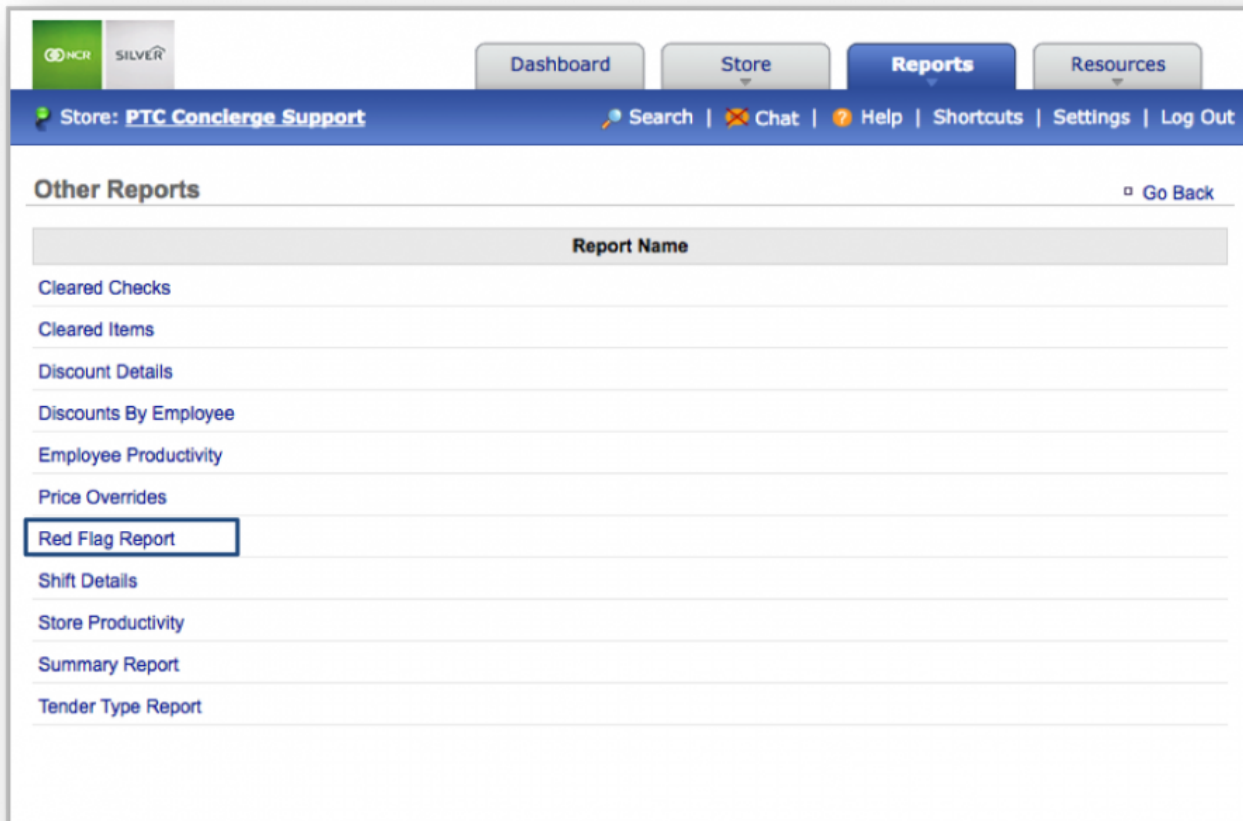 NCR SILVER
Dashboard Store Reports Resources
Store: PTC Concierge Support Search | Chat | Help | Shortcuts | Settings | Log Out
Other Reports Go Back
Report Name
Cleared Checks
Cleared Items
Discount Details
Discounts By Employee
Employee Productivity
Price Overrides
Red Flag Report
Shift Details
Store Productivity
Summary Report
Tender Type Report